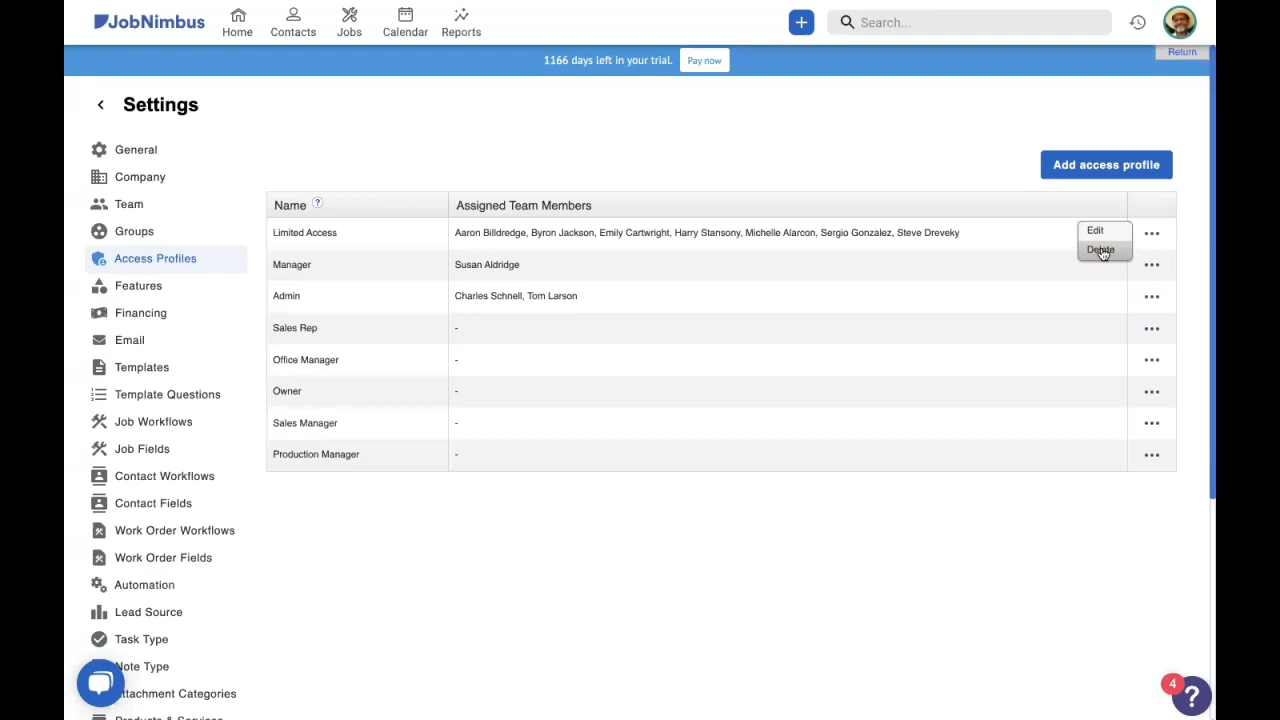 JobNimbus
Home
Contacts
Jobs
Calendar
Reports
+
Search...
1166 days left in your trial.
Pay now
Return
Settings
General
Company
Team
Groups
Access Profiles
Features
Financing
Email
Templates
Template Questions
Job Workflows
Job Fields
Contact Workflows
Contact Fields
Work Order Workflows
Work Order Fields
Automation
Lead Source
Task Type
Note Type
ttachment Categories
Add access profile
Name ?
Assigned Team Members
Limited Access
Aaron Billdredge, Byron Jackson, Emily Cartwright, Harry Stansony, Michelle Alarcon, Sergio Gonzalez, Steve Dreveky
Edit
Delete
Manager
Susan Aldridge
Admin
Charles Schnell, Tom Larson
Sales Rep
-
Office Manager
-
Owner
-
Sales Manager
-
Production Manager
-
4
?